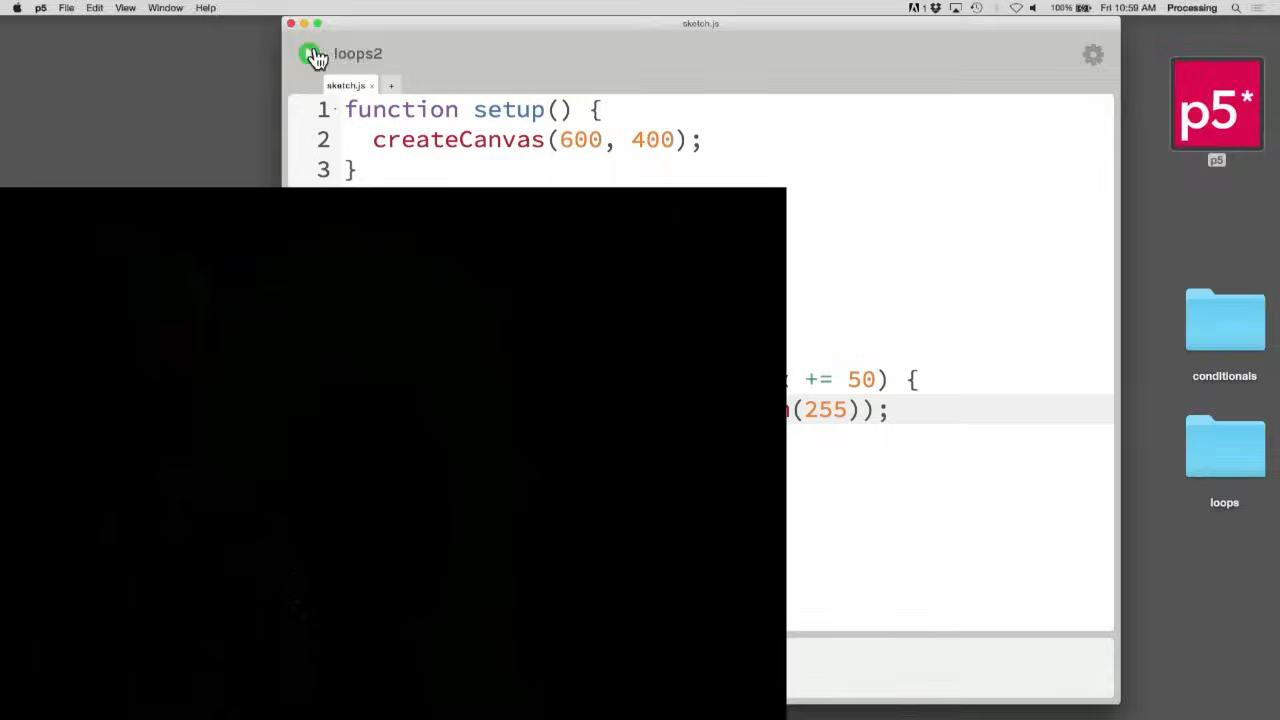 p5 File Edit View Window Help
1 100% Fri 10:59 AM Processing
sketch.js
loops2
sketch.js × +
1 function setup() {
2 createCanvas(600, 400);
3 }
+= 50) {
(255));
p5*
p5
conditionals
loops